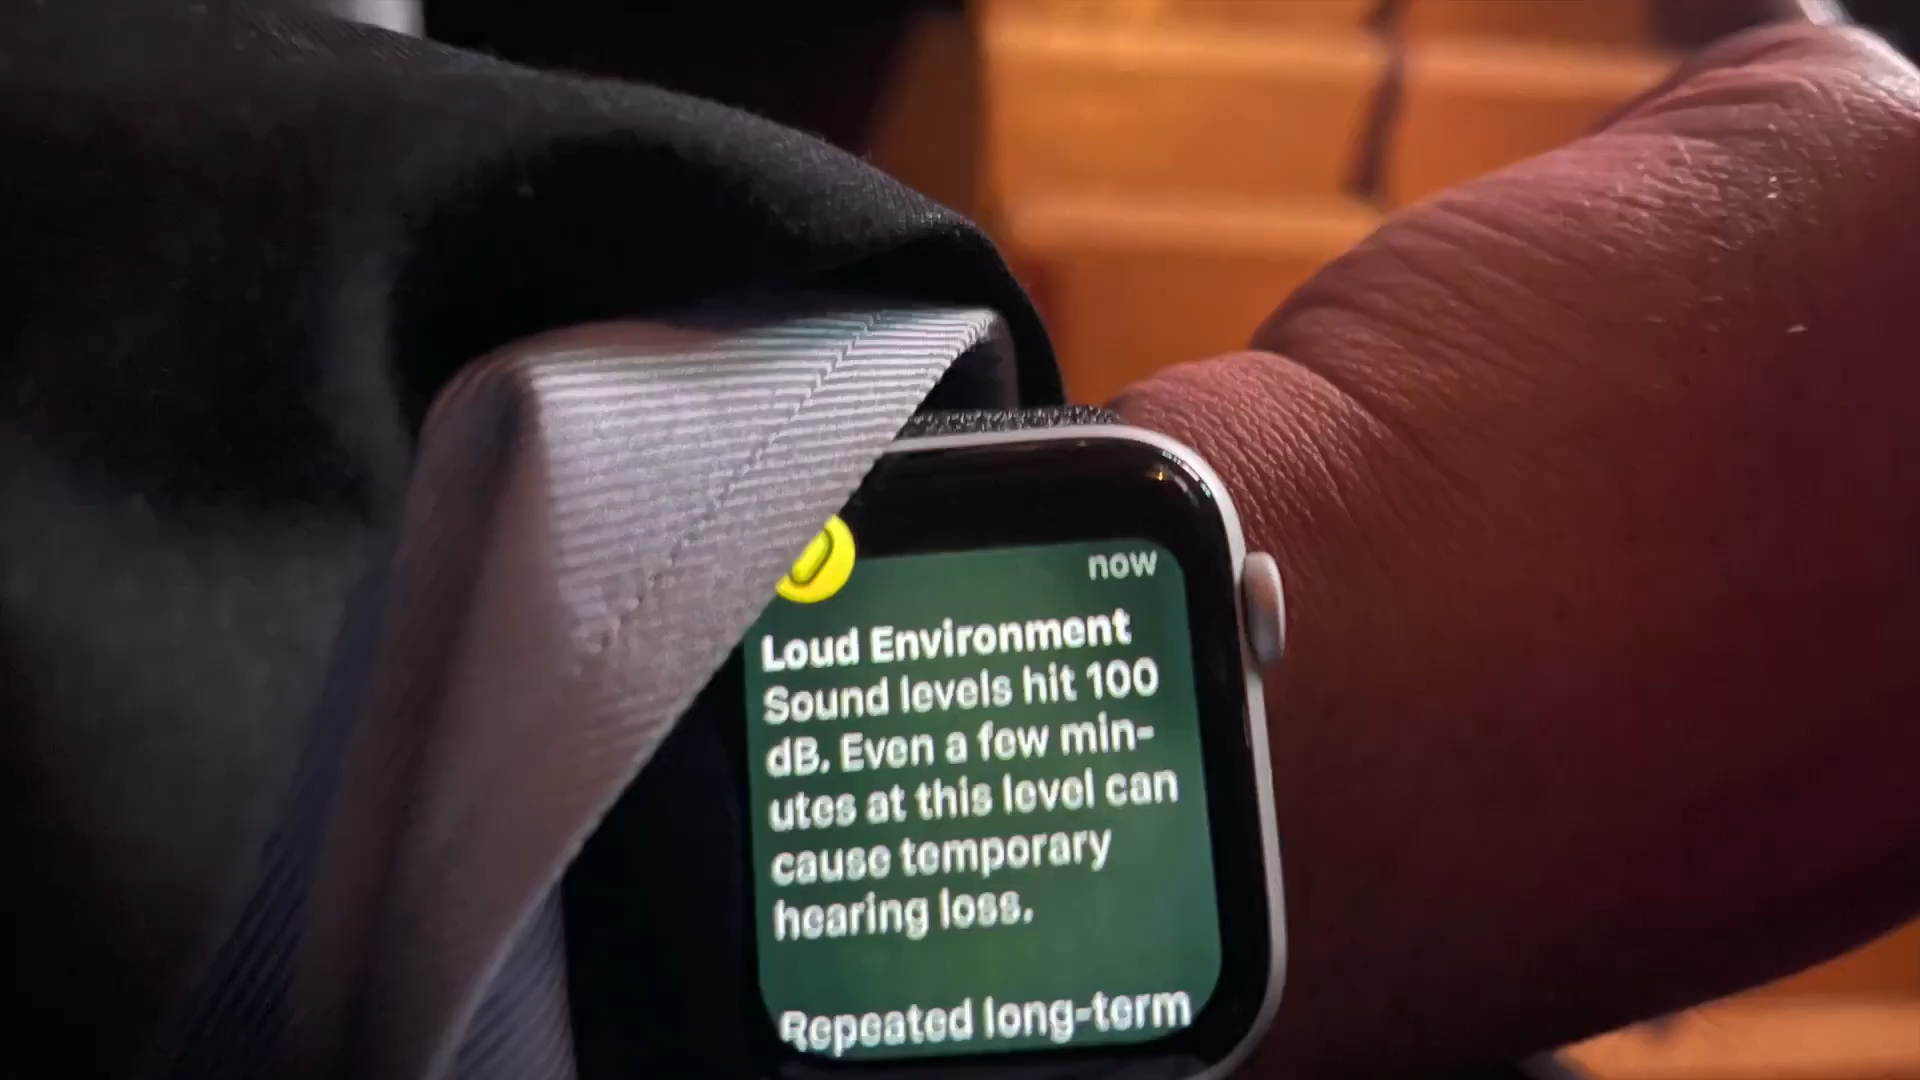 now
Loud Environment
Sound levels hit 100
dB. Even a few min-
utes at this level can
cause temporary
hearing loss.
Repeated long-term